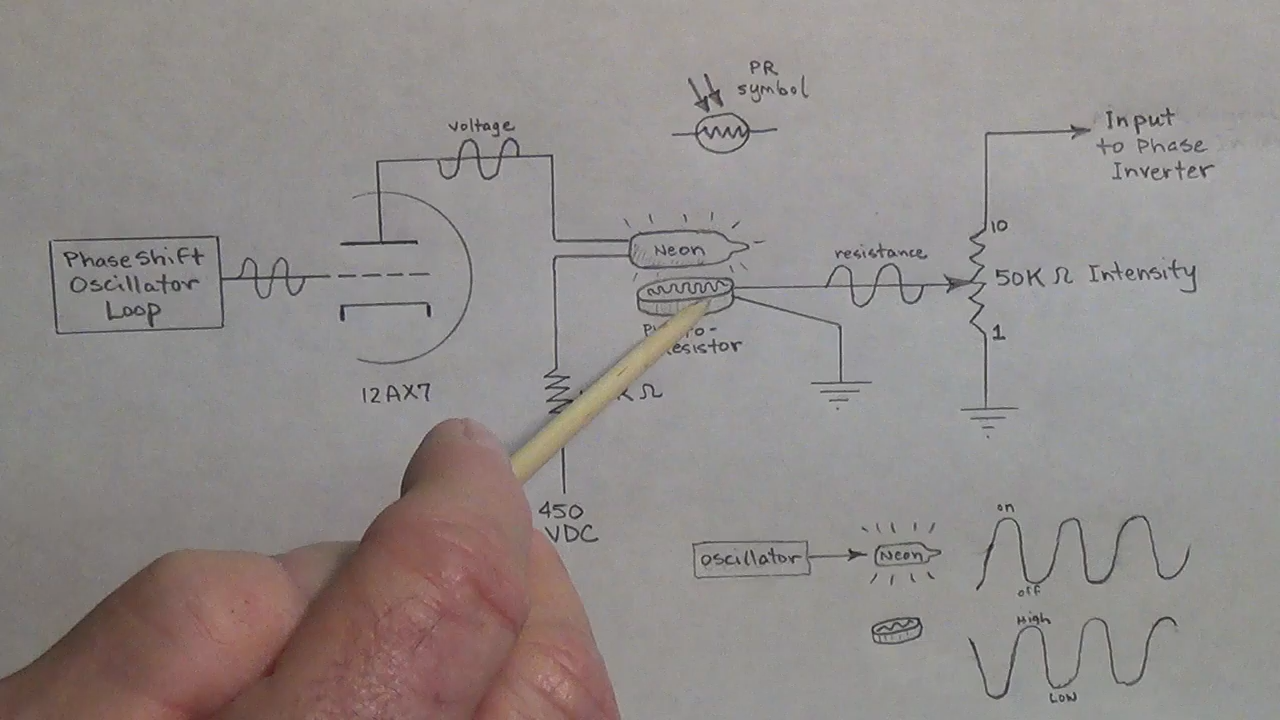 PR
symbol
voltage
Input
to Phase
Inverter
Phase Shift
Oscillator
Loop
Neon
resistance
10
50K Ω Intensity
1
12AX7
K Ω
450
VDC
oscillator
Neon
on
off
High
Low